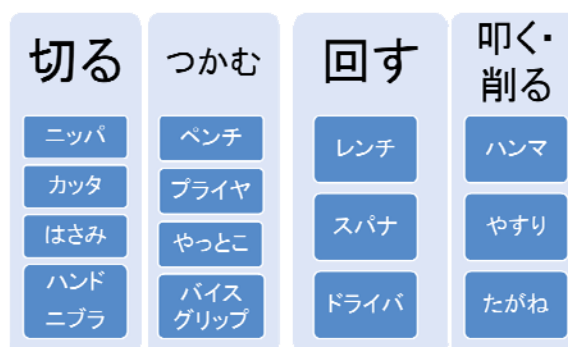 切る
ニッパ
カッタ
はさみ
ハンド
ニブラ
つかむ
ペンチ
プライヤ
やっとこ
バイス
グリップ
回す
レンチ
スパナ
ドライバ
叩く・
削る
ハンマ
やすり
たがね